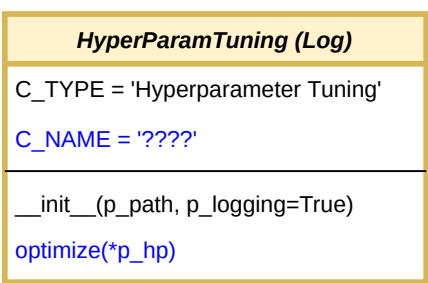 HyperParamTuning (Log)
C_TYPE = 'Hyperparameter Tuning'
C_NAME = '????'
__init__(p_path, p_logging=True)
optimize(*p_hp)